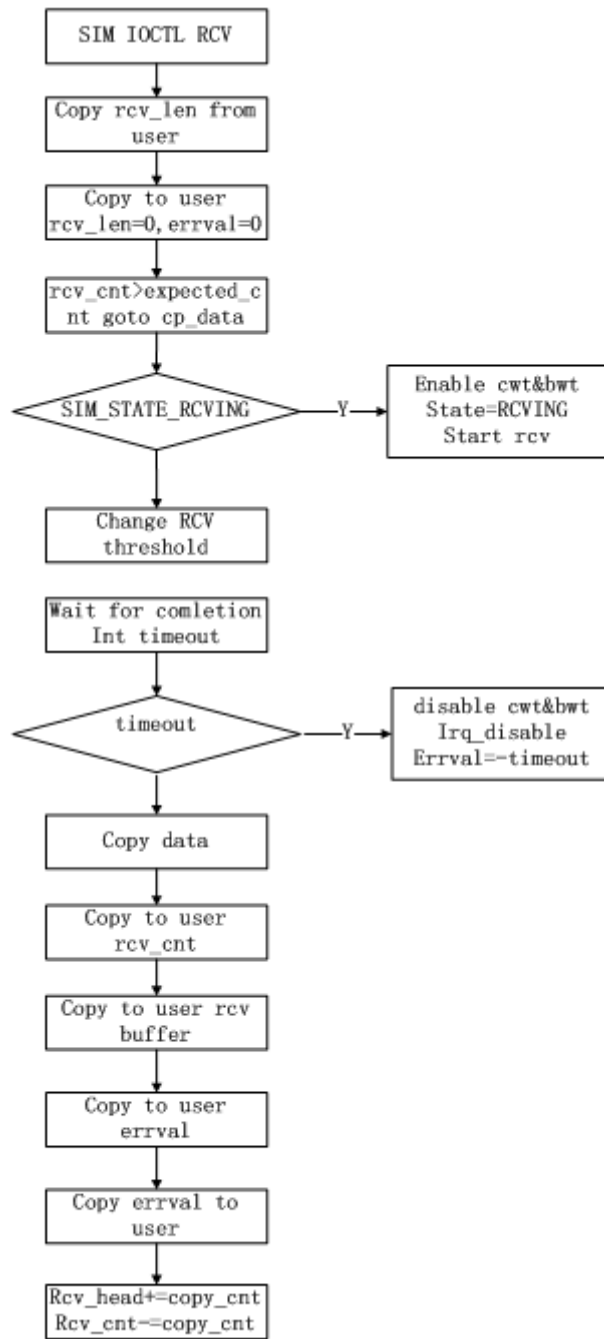 SIM IOCTL RCV
Copy rcv_len from
user
Copy to user
rcv_len=0,errval=0
rcv_cnt>expected_c
nt goto cp_data
SIM_STATE_RCVING
Y
Enable cwt&bwt
State=RCVING
Start rcv
Change RCV
threshold
Wait for comletion
Int timeout
timeout
Y
disable cwt&bwt
Irq_disable
Errval=-timeout
Copy data
Copy to user
rcv_cnt
Copy to user rcv
buffer
Copy to user
errval
Copy errval to
user
Rcv_head+=copy_cnt
Rcv_cnt-=copy_cnt